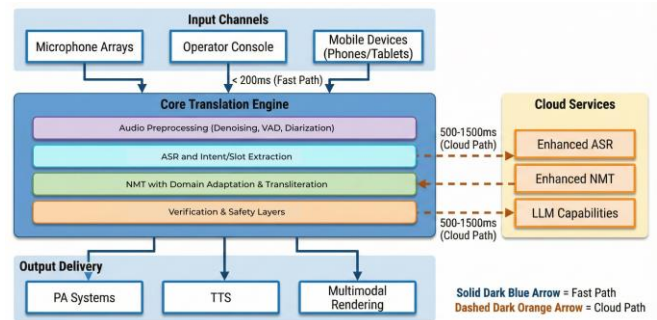 Input Channels
Microphone Arrays
Operator Console
Mobile Devices
(Phones/Tablets)
< 200ms (Fast Path)
Core Translation Engine
Audio Preprocessing (Denoising, VAD, Diarization)
ASR and Intent/Slot Extraction
NMT with Domain Adaptation & Transliteration
Verification & Safety Layers
500-1500ms
(Cloud Path)
500-1500ms
(Cloud Path)
Cloud Services
Enhanced ASR
Enhanced NMT
LLM Capabilities
Output Delivery
PA Systems
TTS
Multimodal
Rendering
Solid Dark Blue Arrow = Fast Path
Dashed Dark Orange Arrow = Cloud Path